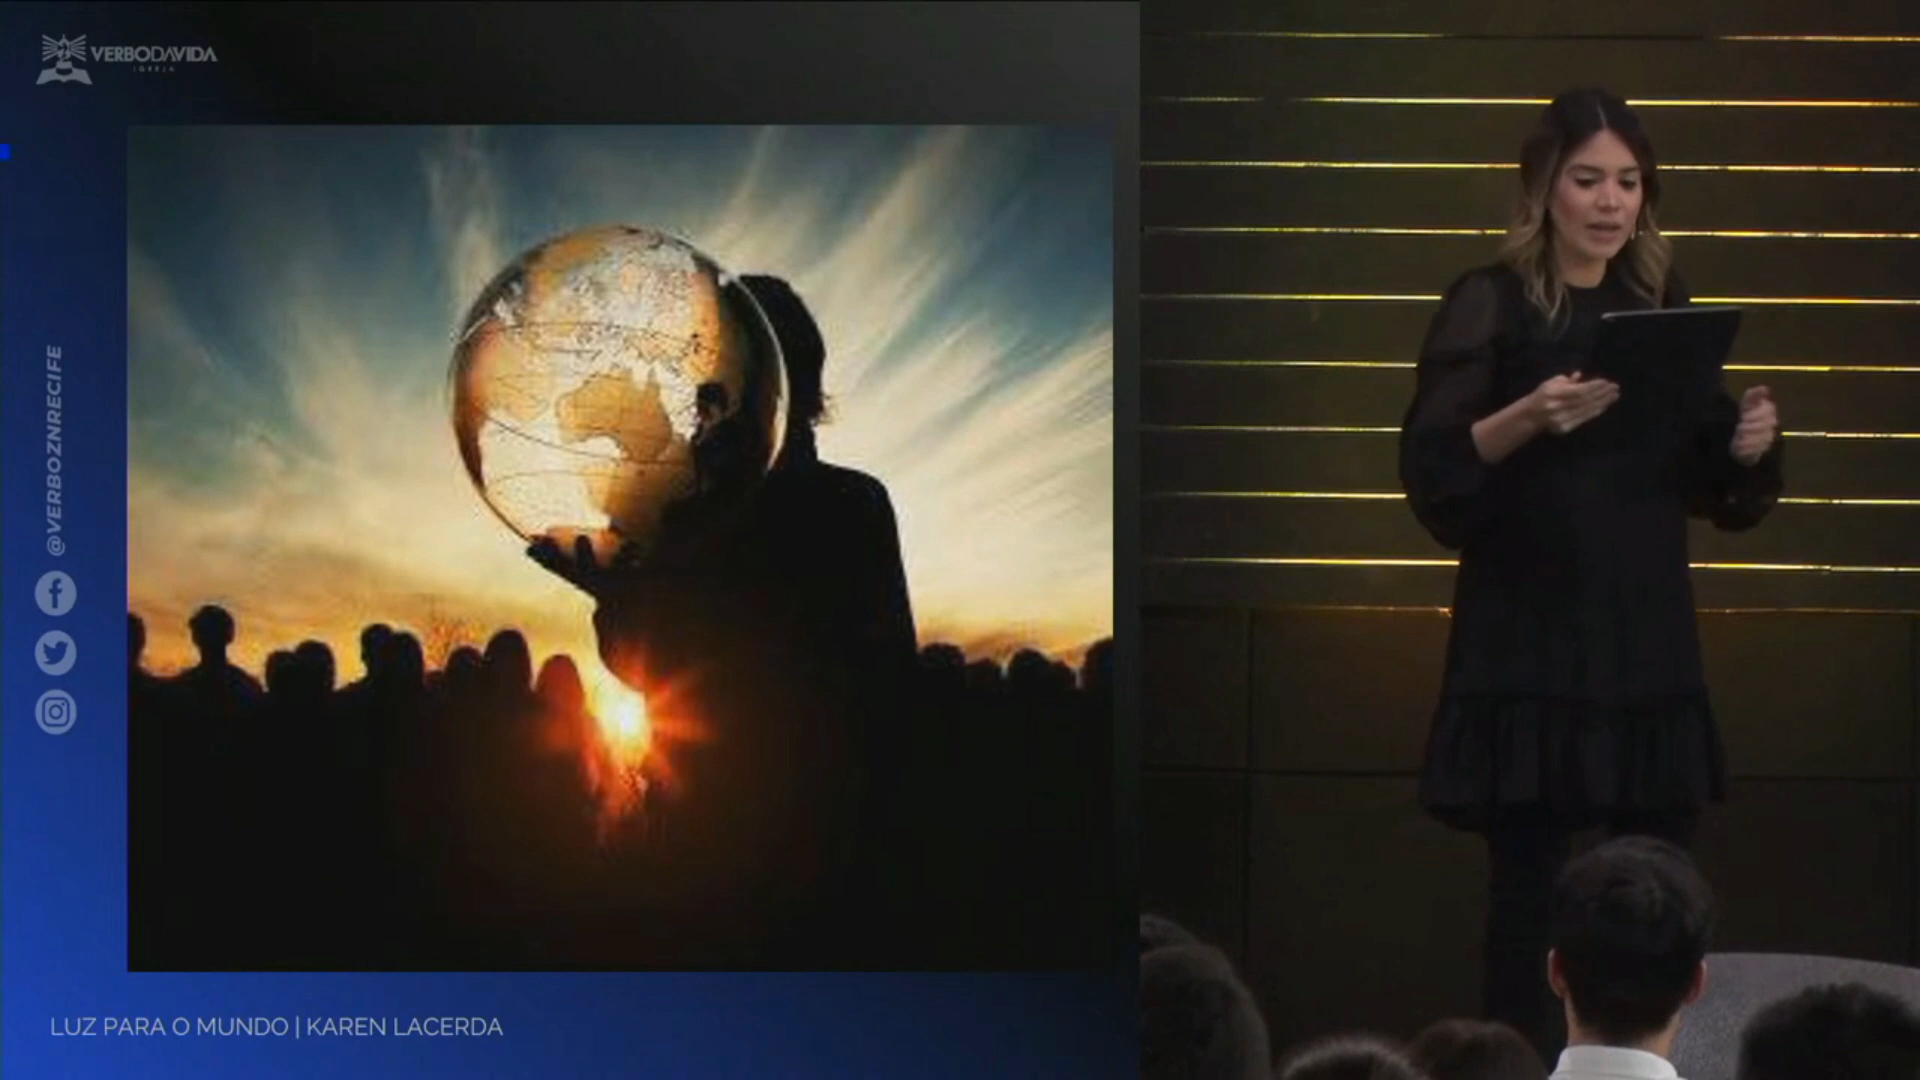 VERBODAVIDA
IGREJA
@VERBOZNRECIFE
LUZ PARA O MUNDO | KAREN LACERDA